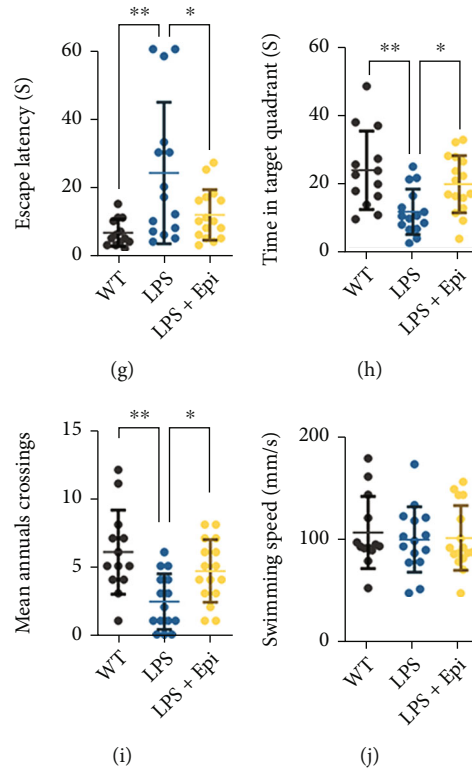 ** *
Escape latency (S)
60
40
20
0
WT
LPS
LPS + Epi
(g)
** *
Time in target quadrant (S)
60
40
20
0
WT
LPS
LPS + Epi
(h)
** *
Mean annuals crossings
15
10
5
0
WT
LPS
LPS + Epi
(i)
Swimming speed (mm/s)
200
100
0
WT
LPS
LPS + Epi
(j)